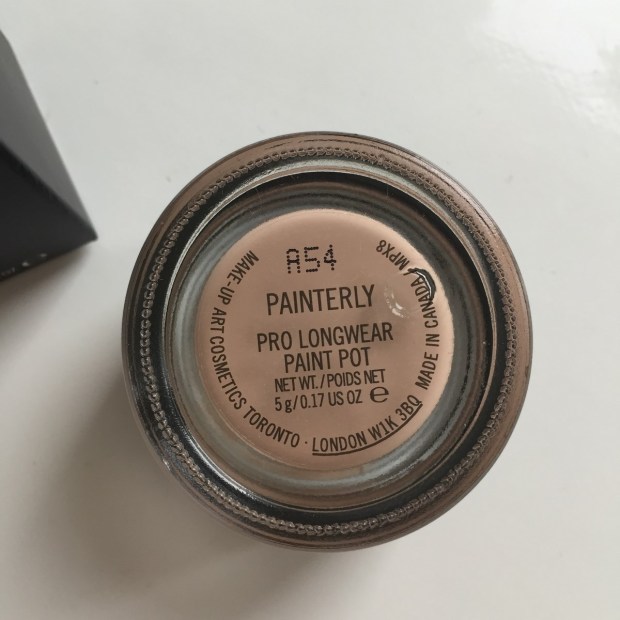 A54
PAINTERLY
PRO LONGWEAR
PAINT POT
NET WT./POIDS NET
5 g/0.17 US OZ ℮
MAKE-UP ART COSMETICS TORONTO · LONDON W1K 3BQ MADE IN CANADA MPX8